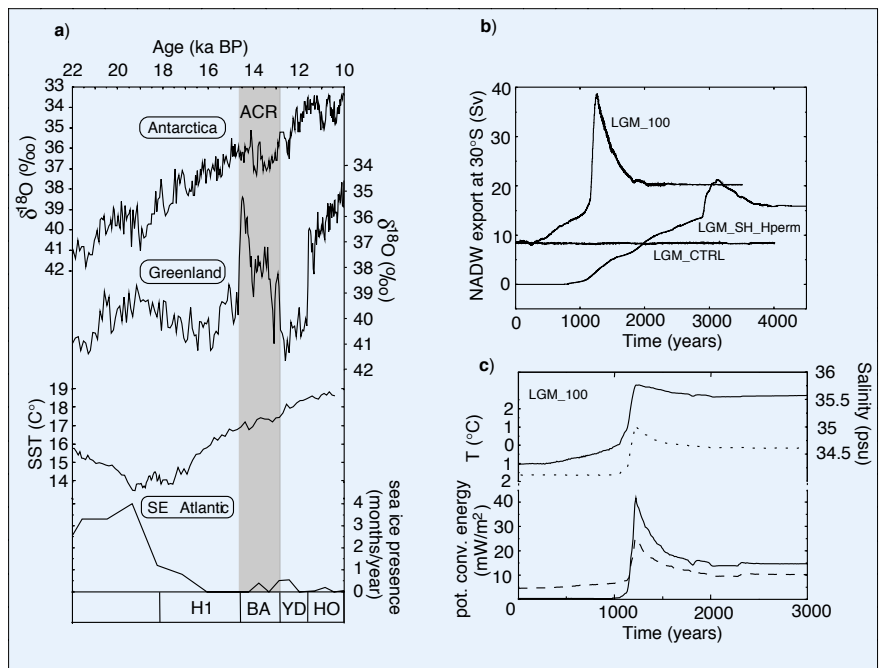 a)
Age (ka BP)
22 20 18 16 14 12 10
33
34
35
36
37
38
39
40
41
42
δ18O (‰)
ACR
Antarctica
Greenland
34
35
36
37
38
39
40
41
42
δ18O (‰)
19
18
17
16
15
14
SST (C°)
SE Atlantic
4
3
2
1
0
sea ice presence
(months/year)
H1 BA YD HO
b)
40
30
20
10
0
NADW export at 30°S (Sv)
LGM_100
LGM_SH_Hperm
LGM_CTRL
0 1000 2000 3000 4000
Time (years)
c)
LGM_100
2
1
0
1
2
T (°C)
36
35.5
35
34.5
Salinity (psu)
40
30
20
10
pot. conv. energy
(mW/m2)
0 1000 2000 3000
Time (years)